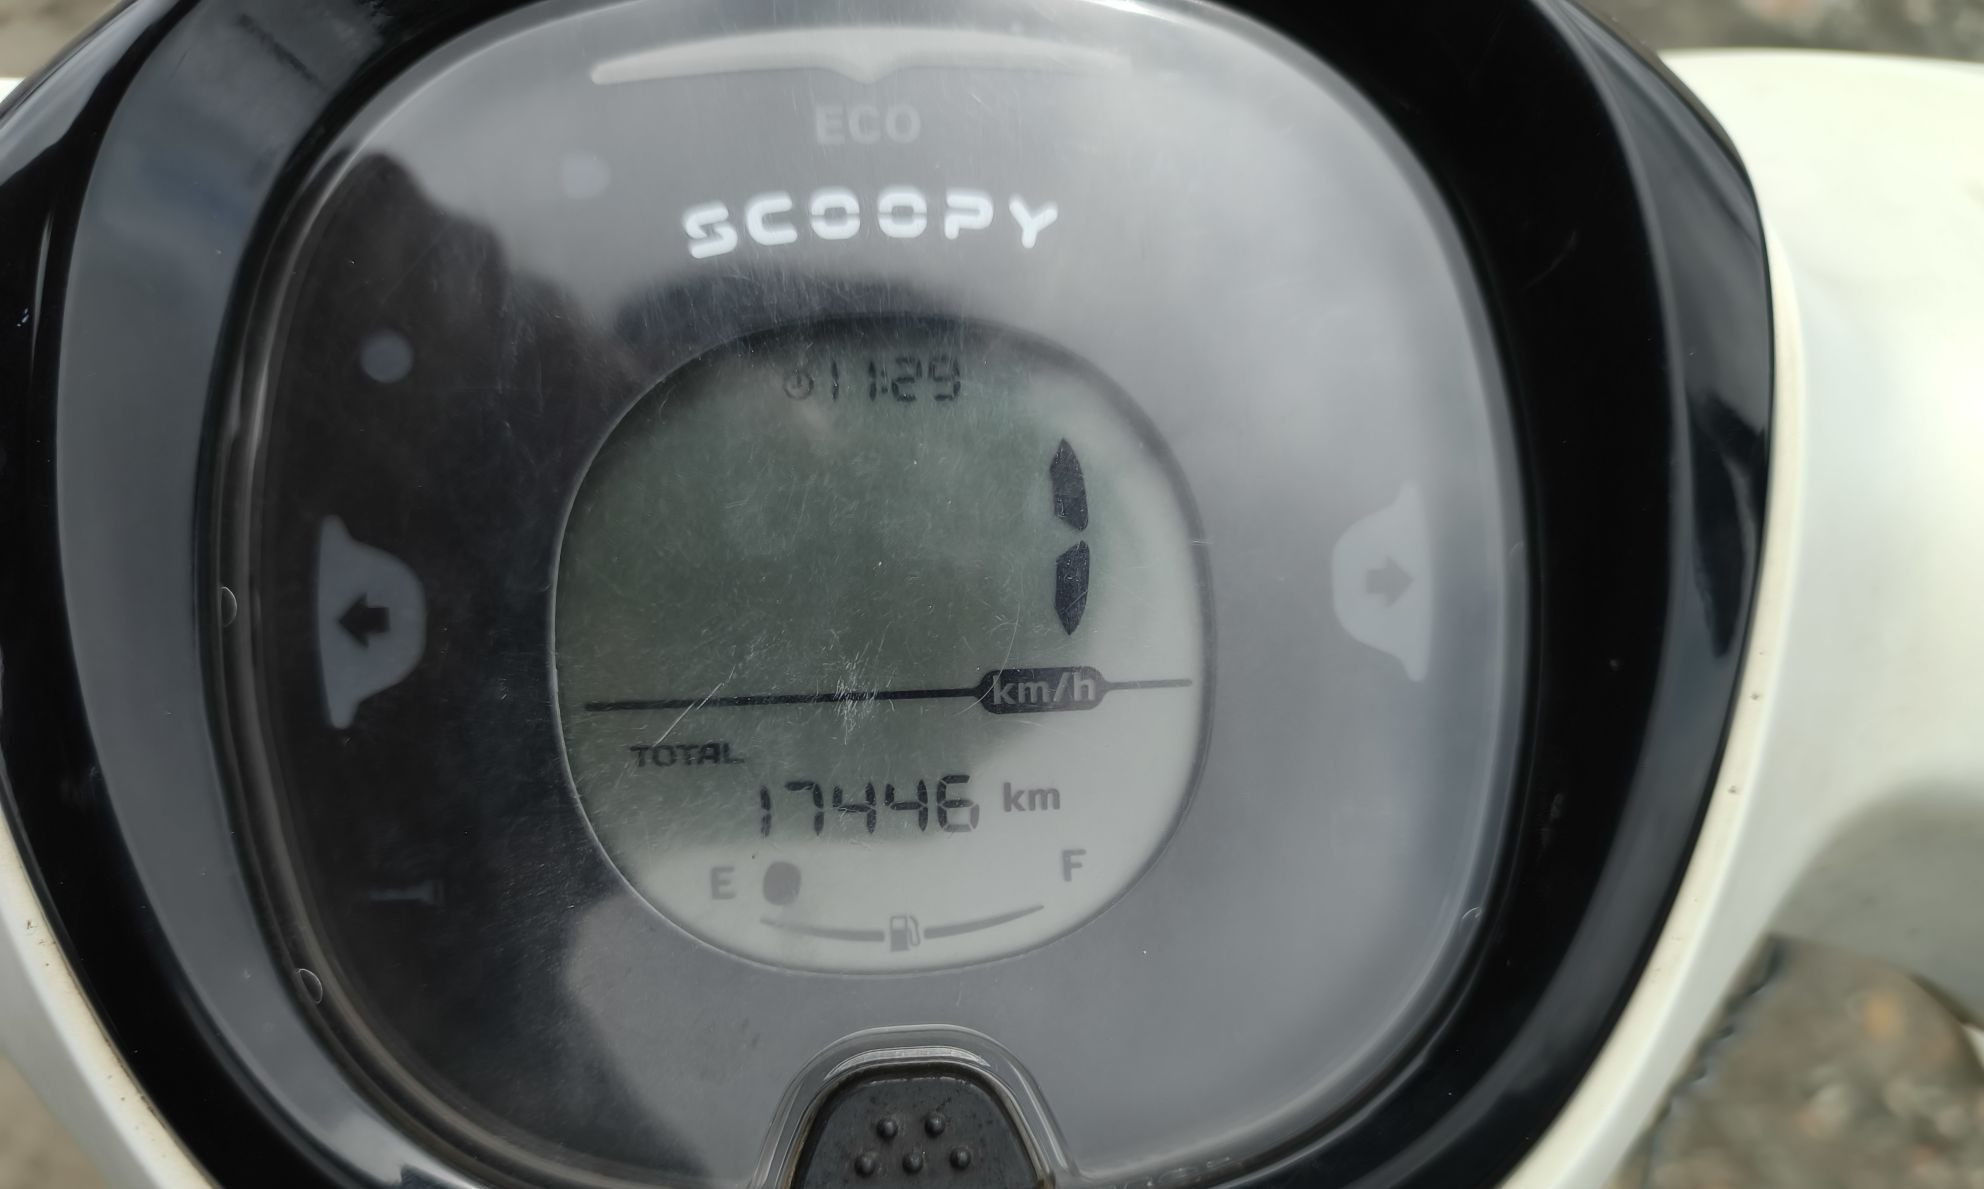 ECO
SCOOPY
11:29
1
km/h
TOTAL
17446 km
E F